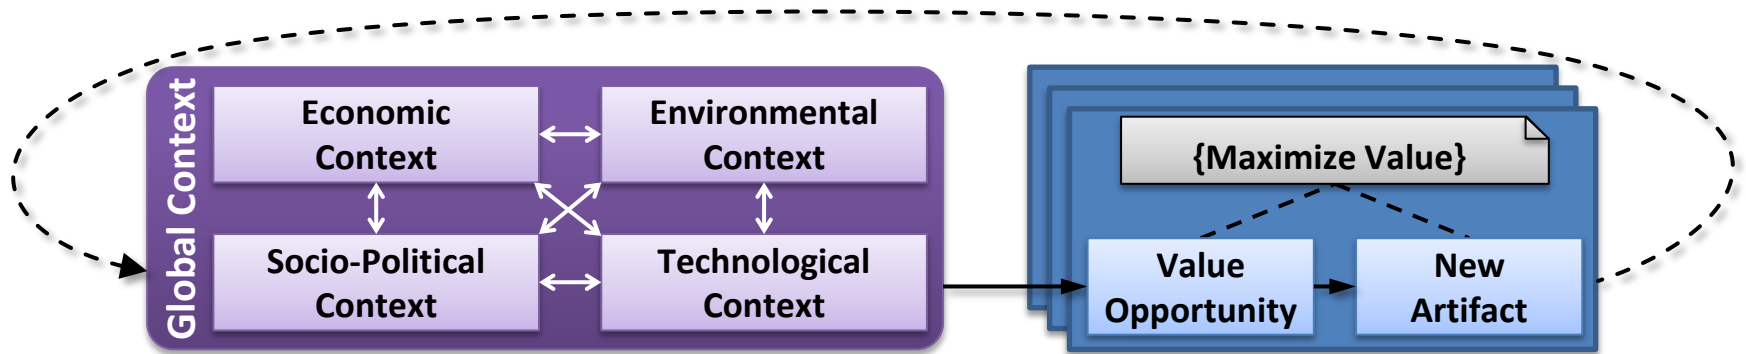 Global Context
Economic
Context
Environmental
Context
Socio-Political
Context
Technological
Context
{Maximize Value}
Value
Opportunity
New
Artifact